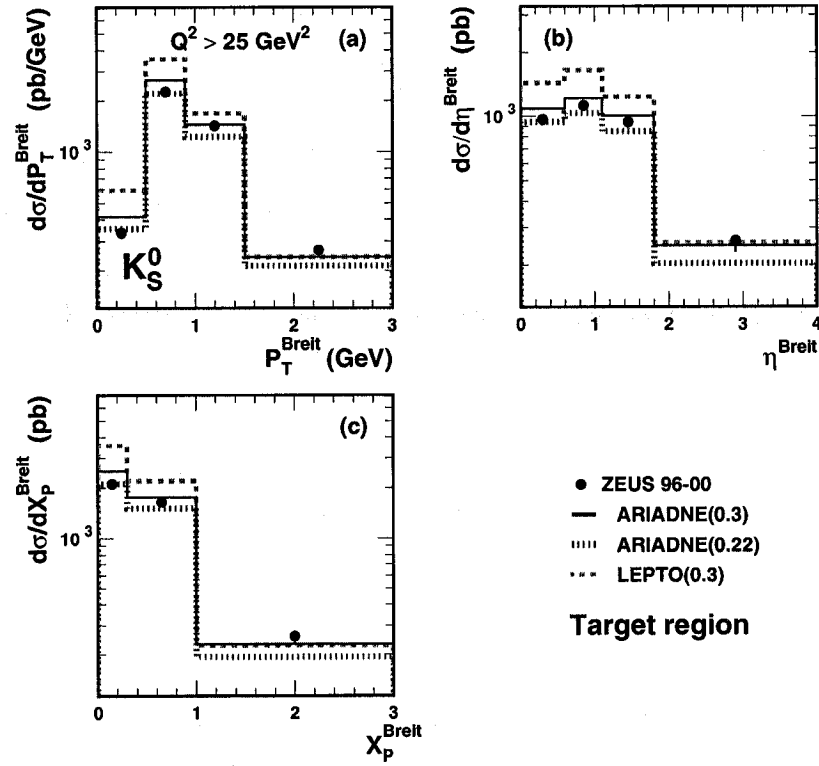 Q² > 25 GeV²
(a)
dσ/dP_T^Breit (pb/GeV)
10³
K_S^0
0 1 2 3
P_T^Breit (GeV)
(b)
dσ/dη^Breit (pb)
10³
0 1 2 3 4
η^Breit
(c)
dσ/dX_p^Breit (pb)
10³
0 1 2 3
X_p^Breit
ZEUS 96-00
ARIADNE(0.3)
ARIADNE(0.22)
LEPTO(0.3)
Target region